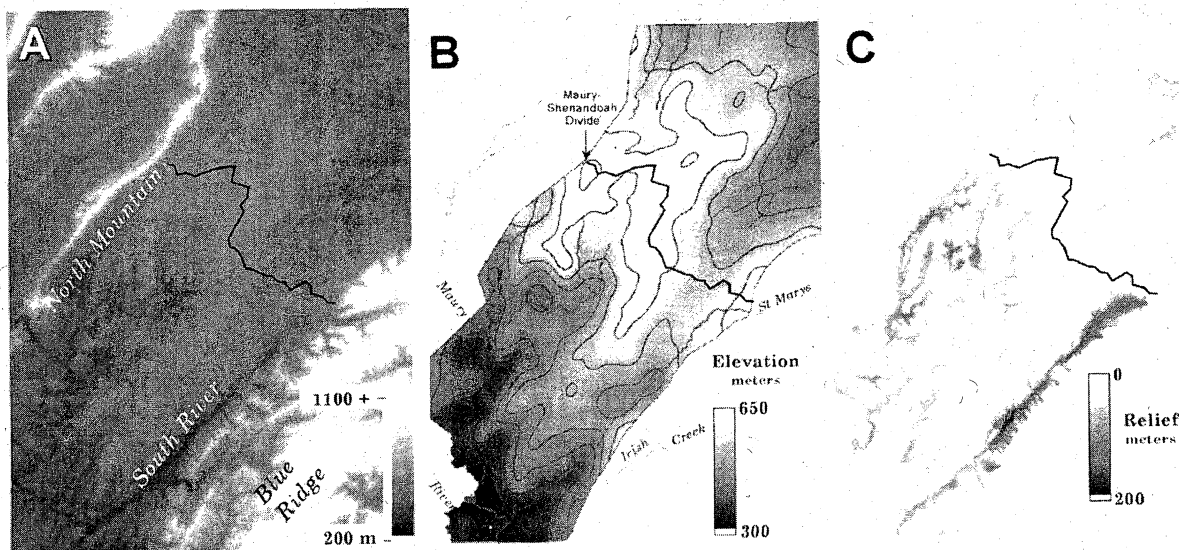 A
North Mountain
South River
Blue
Ridge
1100 +
200 m
B
Maury-
Shenandoah
Divide
Maury
River
St Marys
Irish Creek
Elevation
meters
650
300
C
0
Relief
meters
200